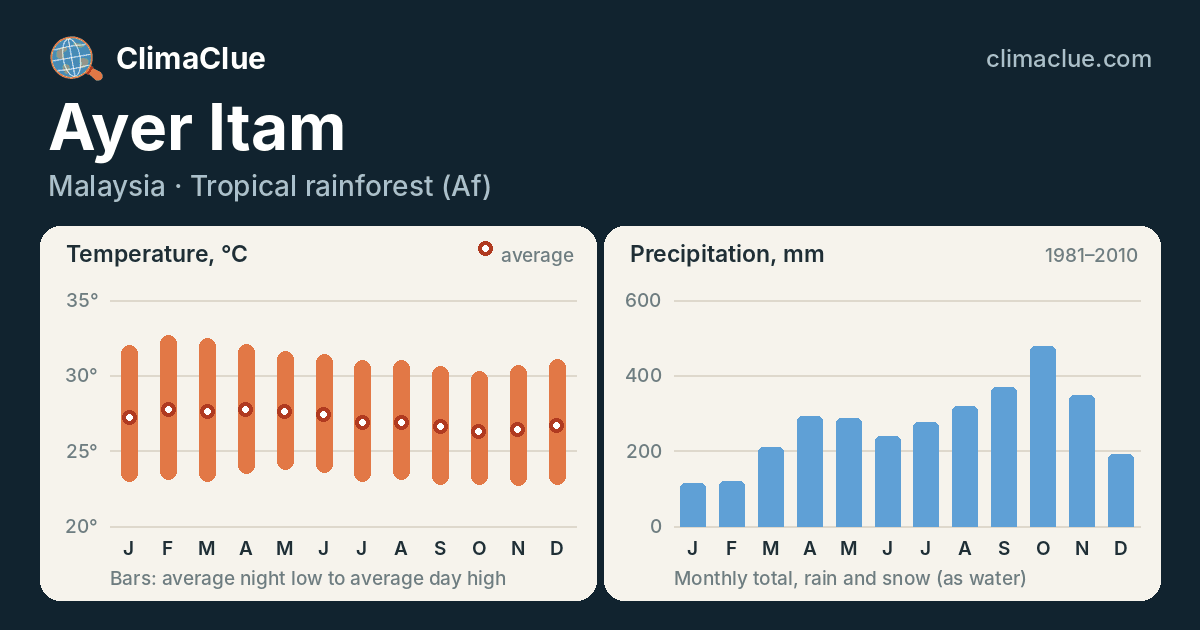 ClimaClue
climaclue.com
Ayer Itam
Malaysia · Tropical rainforest (Af)
Temperature, °C
average
35°
30°
25°
20°
J F M A M J J A S O N D
Bars: average night low to average day high
Precipitation, mm
1981–2010
600
400
200
0
J F M A M J J A S O N D
Monthly total, rain and snow (as water)